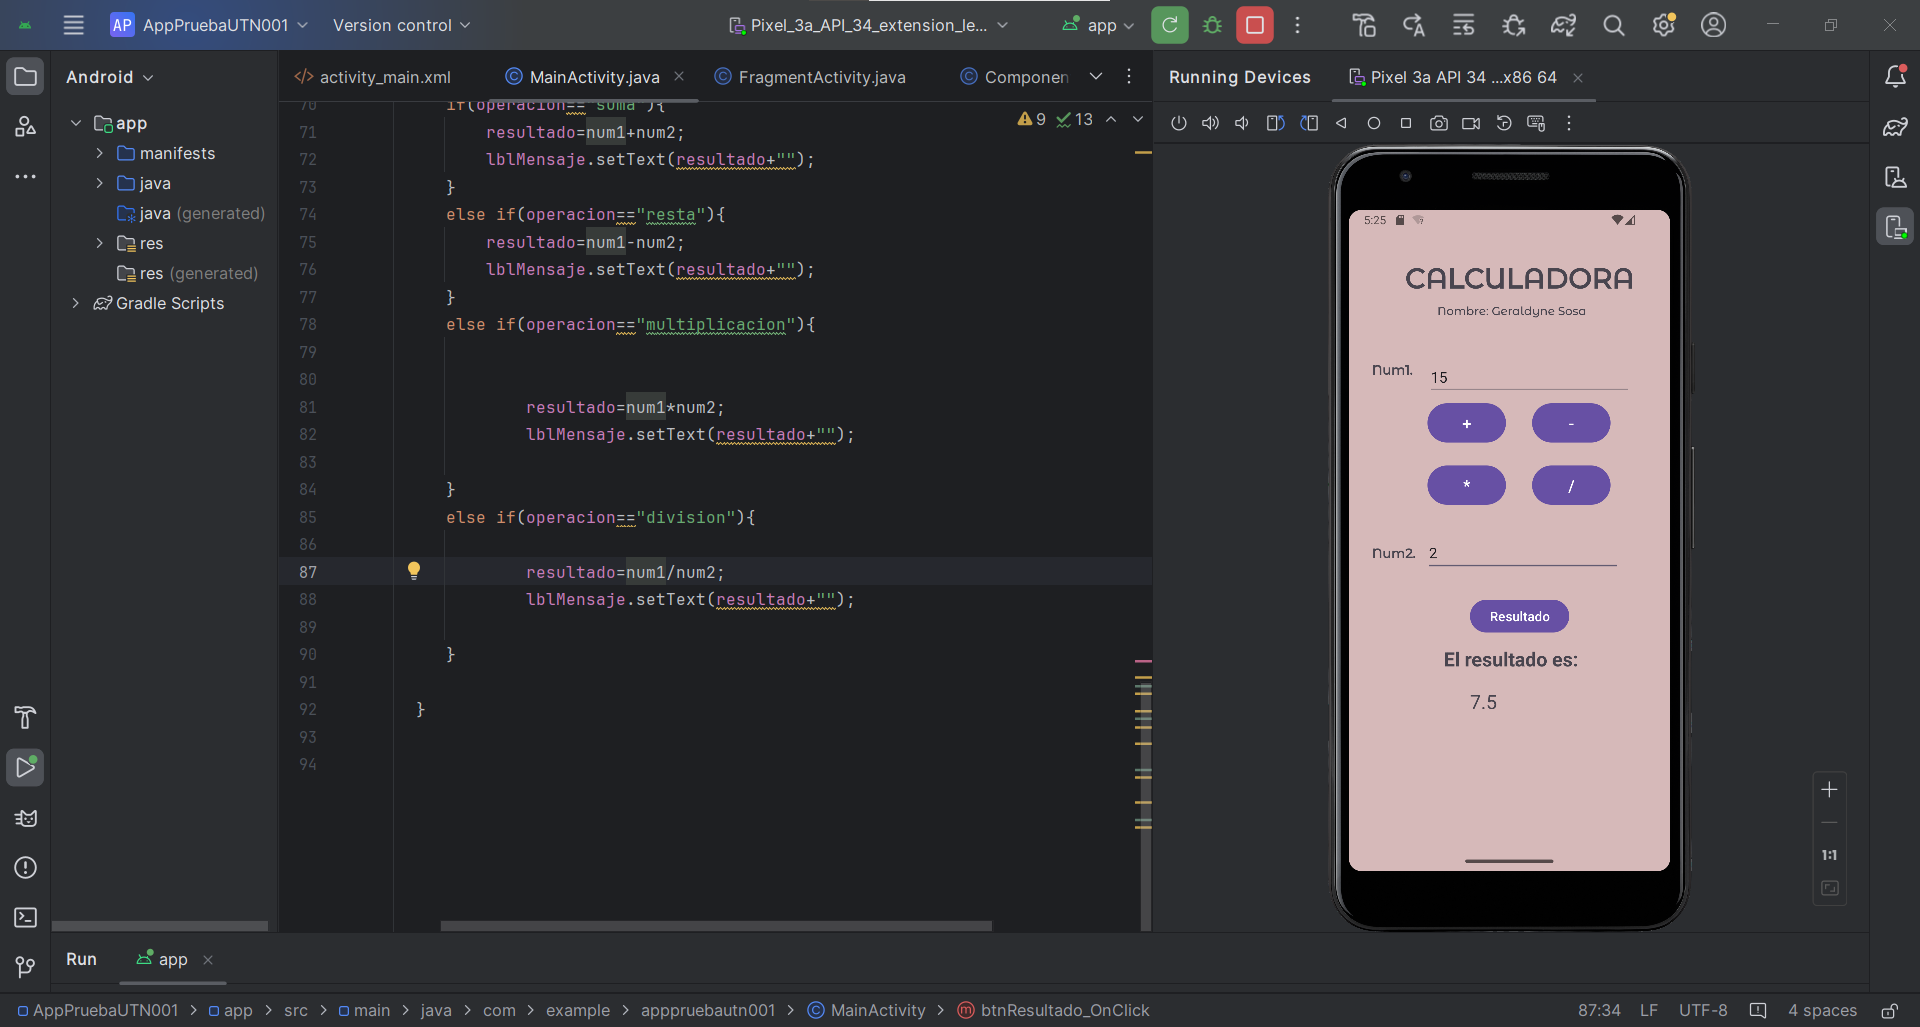 AP AppPruebaUTN001 Version control Pixel_3a_API_34_extension_le... app
Android
app
manifests
java
java (generated)
res
res (generated)
Gradle Scripts
activity_main.xml MainActivity.java FragmentActivity.java Componen
9 13
70 if(operacion=="suma"){
71 resultado=num1+num2;
72 lblMensaje.setText(resultado+"");
73 }
74 else if(operacion=="resta"){
75 resultado=num1-num2;
76 lblMensaje.setText(resultado+"");
77 }
78 else if(operacion=="multiplicacion"){
79
80
81 resultado=num1*num2;
82 lblMensaje.setText(resultado+"");
83
84 }
85 else if(operacion=="division"){
86
87 resultado=num1/num2;
88 lblMensaje.setText(resultado+"");
89
90 }
91
92 }
93
94
Running Devices Pixel 3a API 34 ...x86 64
5:25
CALCULADORA
Nombre: Geraldyne Sosa
Num1. 15
+ -
* /
Num2. 2
Resultado
El resultado es:
7.5
1:1
Run app
AppPruebaUTN001 > app > src > main > java > com > example > apppruebautn001 > MainActivity > btnResultado_OnClick
87:34 LF UTF-8 4 spaces